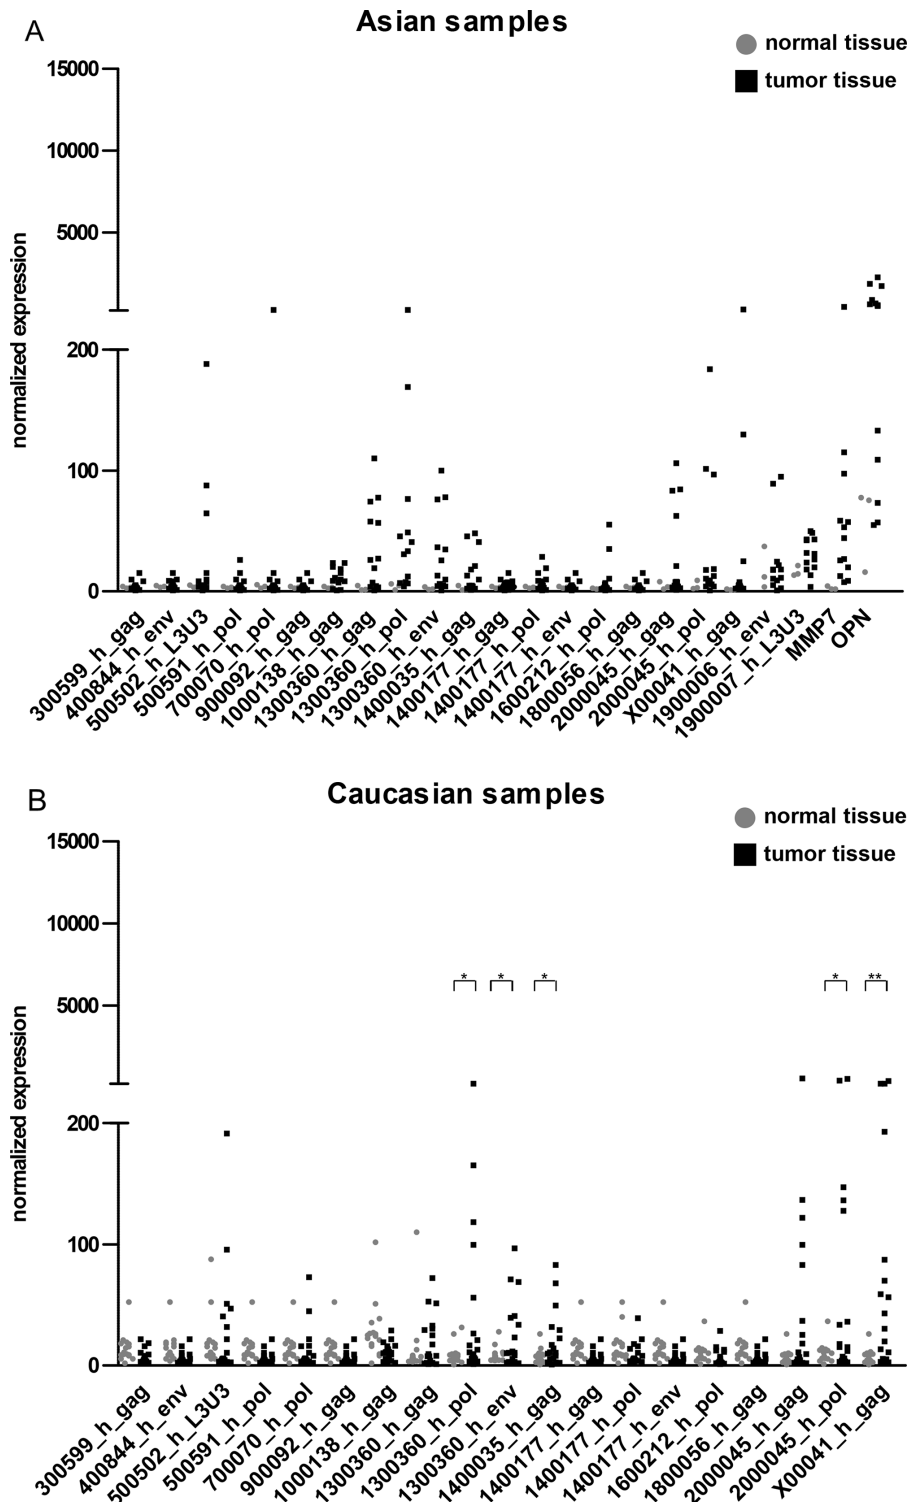 A
Asian samples
normal tissue
tumor tissue
15000
10000
5000
200
100
0
normalized expression
300599_h_gag
400844_h_env
500502_h_L3U3
500591_h_pol
700070_h_pol
900092_h_gag
1000138_h_gag
1300360_h_gag
1300360_h_pol
1300360_h_env
1400035_h_gag
1400177_h_gag
1400177_h_pol
1400177_h_env
1600212_h_pol
1800056_h_gag
2000045_h_gag
2000045_h_pol
X00041_h_gag
1900006_h_env
1900007_h_L3U3
MMP7
OPN
B
Caucasian samples
normal tissue
tumor tissue
15000
10000
5000
200
100
0
normalized expression
* * * * **
300599_h_gag
400844_h_env
500502_h_L3U3
500591_h_pol
700070_h_pol
900092_h_gag
1000138_h_gag
1300360_h_gag
1300360_h_pol
1300360_h_env
1400035_h_gag
1400177_h_gag
1400177_h_pol
1400177_h_env
1600212_h_pol
1800056_h_gag
2000045_h_gag
2000045_h_pol
X00041_h_gag